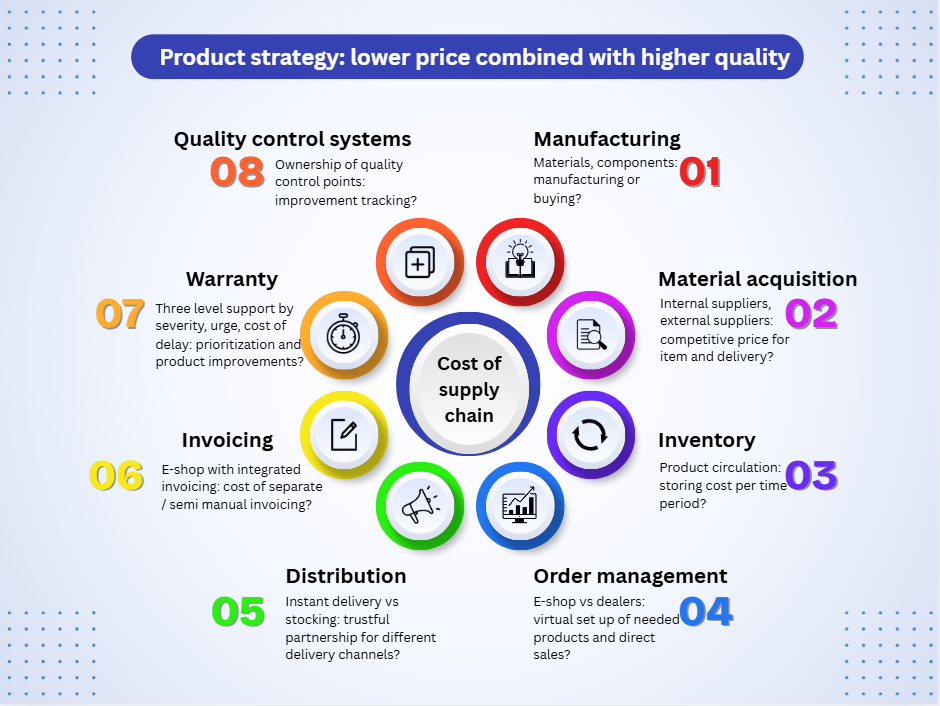 Product strategy: lower price combined with higher quality
Quality control systems
08
Ownership of quality
control points:
improvement tracking?
Manufacturing
Materials, components:
manufacturing or
buying?
01
Warranty
07
Three level support by
severity, urge, cost of
delay: prioritization and
product improvements?
Material acquisition
Internal suppliers,
external suppliers:
competitive price for
item and delivery?
02
Cost of
supply
chain
Invoicing
06
E-shop with integrated
invoicing: cost of separate
/ semi manual invoicing?
Inventory
Product circulation:
storing cost per time
period?
03
Distribution
05
Instant delivery vs
stocking: trustful
partnership for different
delivery channels?
Order management
E-shop vs dealers:
virtual set up of needed
products and direct
sales?
04